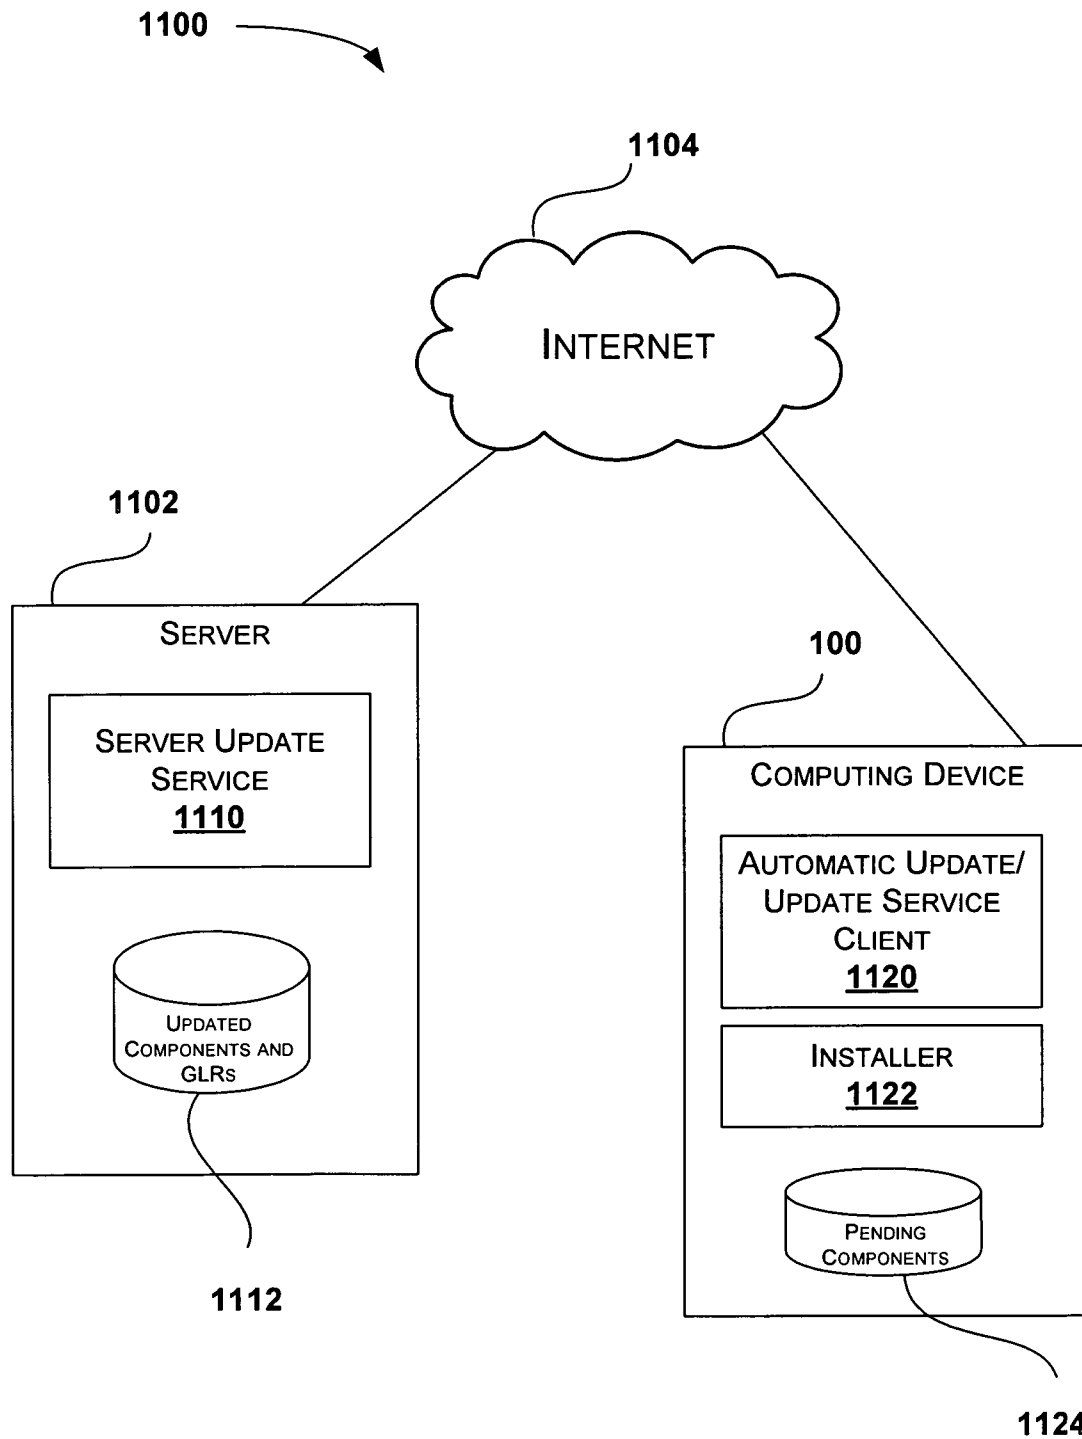 1100
1104
INTERNET
1102
SERVER
SERVER UPDATE
SERVICE
1110
UPDATED
COMPONENTS AND
GLRS
1112
100
COMPUTING DEVICE
AUTOMATIC UPDATE/
UPDATE SERVICE
CLIENT
1120
INSTALLER
1122
PENDING
COMPONENTS
1124